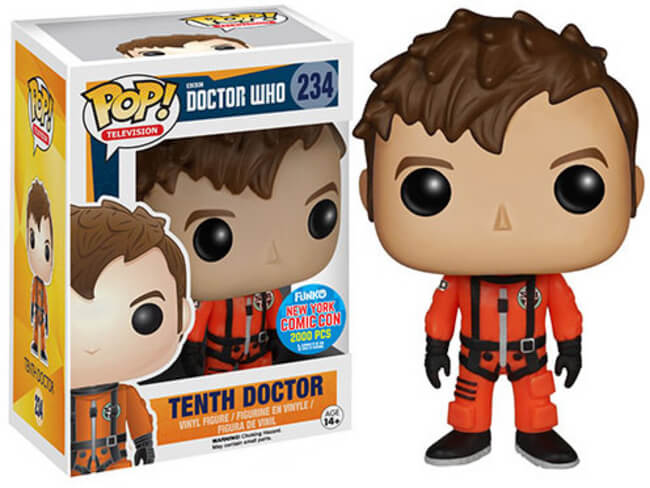 POP!
TELEVISION
BBC
DOCTOR WHO
234
POP!
FUNKO
NEW YORK
COMIC CON
2000 PCS
TENTH DOCTOR
VINYL FIGURE / FIGURINE EN VINYLE /
FIGURA DE VINIL
WARNING: Choking Hazard.
May contain small parts.
AGE
14+
TENTH DOCTOR
234